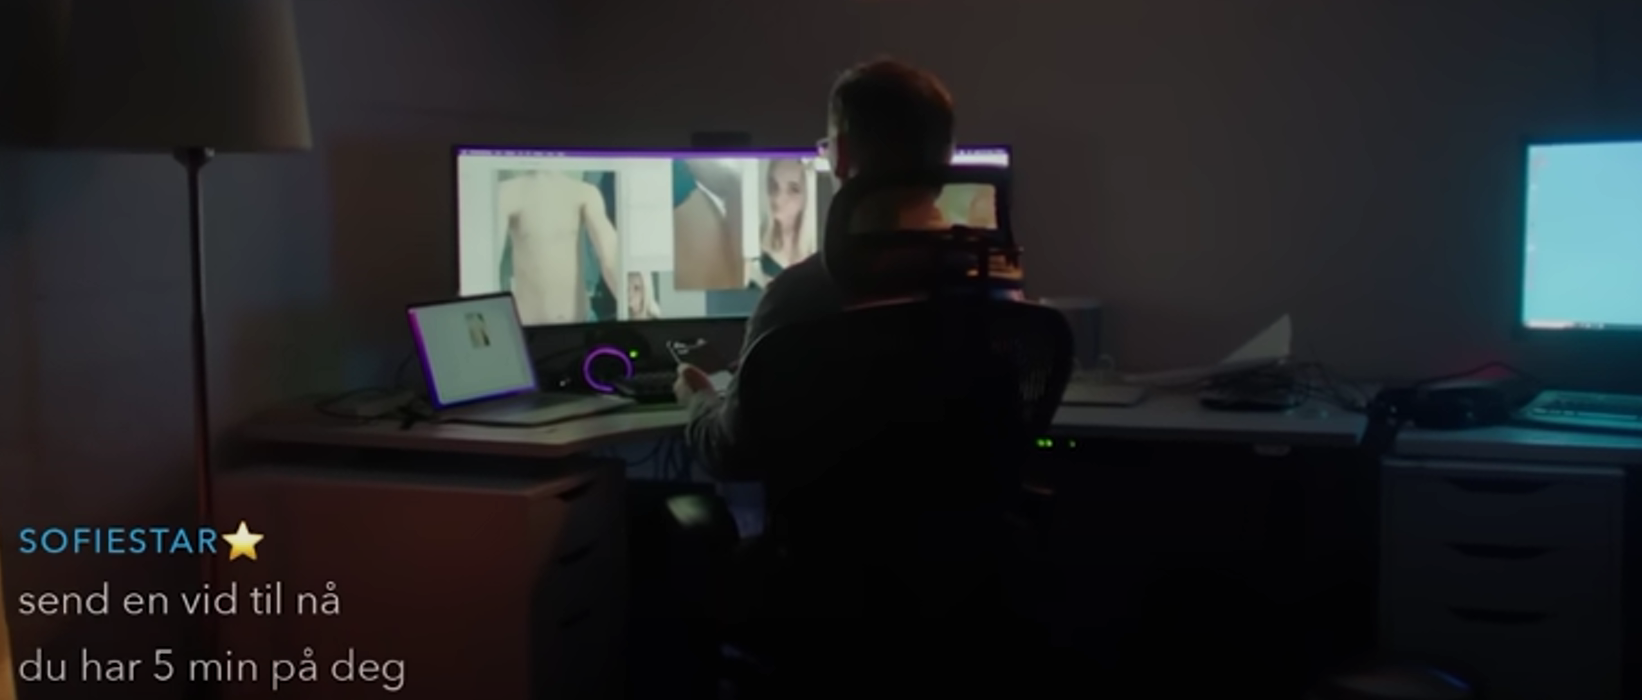 SOFIESTAR⭐
send en vid til nå
du har 5 min på deg